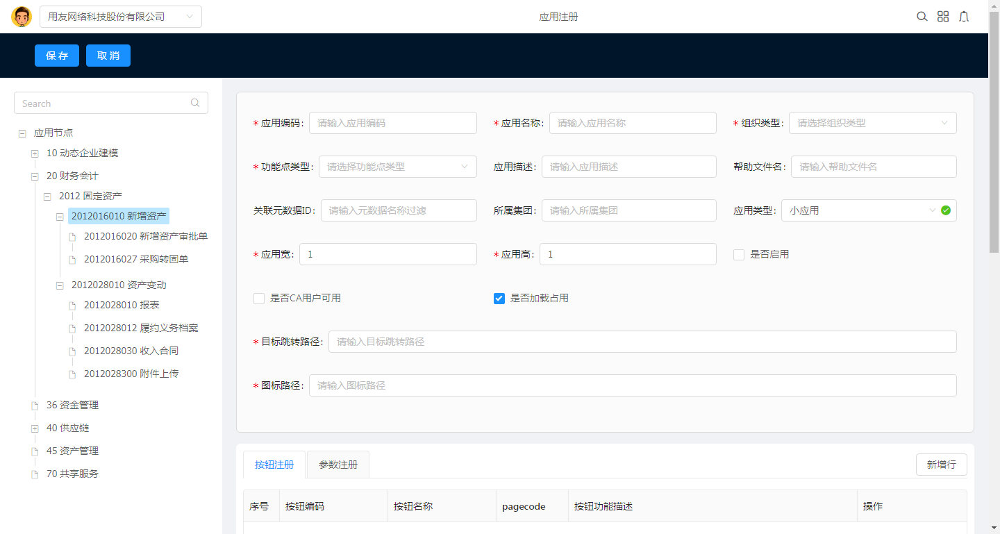 用友网络科技股份有限公司
应用注册
保存
取消
Search
应用节点
10 动态企业建模
20 财务会计
2012 固定资产
2012016010 新增资产
2012016020 新增资产审批单
2012016027 采购转固单
2012028010 资产变动
2012028010 报表
2012028012 履约义务档案
2012028030 收入合同
2012028300 附件上传
36 资金管理
40 供应链
45 资产管理
70 共享服务
* 应用编码: 请输入应用编码
* 应用名称: 请输入应用名称
* 组织类型: 请选择组织类型
* 功能点类型: 请选择功能点类型
应用描述: 请输入应用描述
帮助文件名: 请输入帮助文件名
关联元数据ID: 请输入元数据名称过滤
所属集团: 请输入所属集团
应用类型: 小应用
* 应用宽: 1
* 应用高: 1
是否启用
是否CA用户可用
是否加载占用
* 目标跳转路径: 请输入目标跳转路径
* 图标路径: 请输入图标路径
按钮注册
参数注册
新增行
序号
按钮编码
按钮名称
pagecode
按钮功能描述
操作